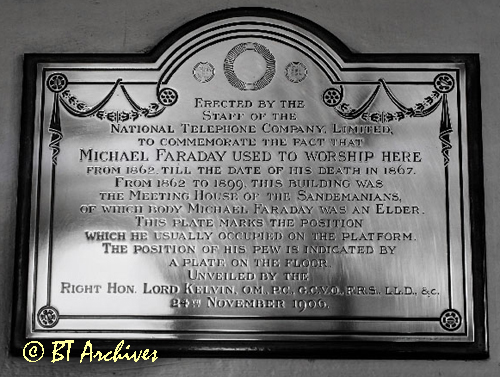 Erected by the
Staff of the
National Telephone Company, Limited,
to commemorate the fact that
Michael Faraday used to worship here
from 1862, till the date of his death in 1867.
From 1862 to 1899, this building was
the Meeting House of the Sandemanians,
of which body Michael Faraday was an Elder.
This plate marks the position
which he usually occupied on the platform.
The position of his pew is indicated by
a plate on the floor.
Unveiled by the
Right Hon. Lord Kelvin, O.M., P.C., G.C.V.O., F.R.S., LL.D., &c.
24th November 1906.
© BT Archives